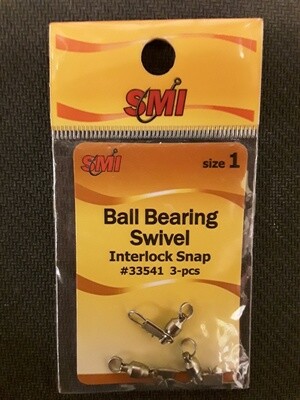 SMI
SMI
size 1
Ball Bearing
Swivel
Interlock Snap
#33541 3-pcs